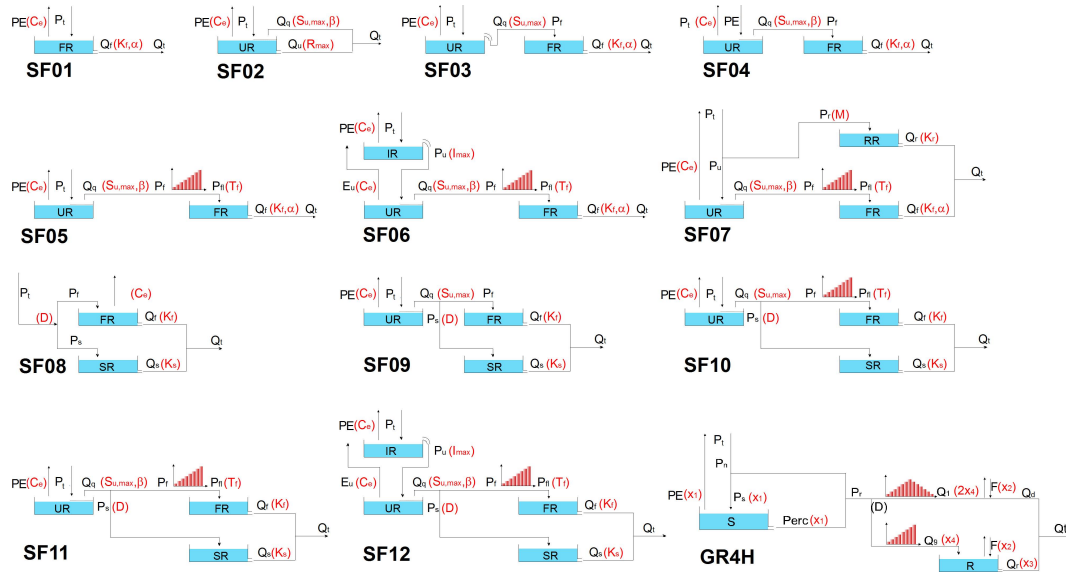 PE(Ce) Pt
FR
Qf(Kf,α) Qt
SF01
PE(Ce) Pt
Qq (Su,max,β)
UR
Qu(Rmax)
Qt
SF02
PE(Ce) Pt
Qq(Su,max) Pf
UR
FR
Qf(Kf,α) Qt
SF03
Pt (Ce) PE
Qq(Su,max,β) Pf
UR
FR
Qf(Kf,α) Qt
SF04
PE(Ce) Pt
Qq (Su,max,β) Pf Pfl(Tf)
UR
FR
Qf(Kf,α) Qt
SF05
PE(Ce) Pt
IR
Pu(Imax)
Eu(Ce)
Qq(Su,max,β) Pf Pfl(Tf)
UR
FR
Qf(Kf,α) Qt
SF06
Pt
Pr(M)
RR
Qr(Kr)
PE(Ce)
Pu
Qt
Qq(Su,max,β) Pf Pfl(Tf)
UR
FR
Qf(Kf,α)
SF07
Pt
Pf
(Ce)
(D)
FR
Qf (Kf)
Ps
Qt
SR
Qs(Ks)
SF08
PE(Ce) Pt
Qq(Su,max) Pf
UR
Ps(D)
FR
Qf(Kf)
Qt
SR
Qs(Ks)
SF09
PE(Ce) Pt
Qq (Su,max) Pf Pfl(Tf)
UR
Ps (D)
FR
Qf (Kf)
Qt
SR
Qs(Ks)
SF10
PE(Ce) Pt
Qq (Su,max,β) Pf Pfl(Tf)
UR
Ps(D)
FR
Qf (Kf)
Qt
SR
Qs(Ks)
SF11
PE(Ce) Pt
IR
Pu(Imax)
Eu(Ce)
Qq(Su,max,β) Pf Pfl(Tf)
UR
Ps(D)
FR
Qf(Kf)
Qt
SR
Qs(Ks)
SF12
Pt
Pn
PE(x1)
Ps (x1)
S
Perc(x1)
Pr
(D)
Q1 (2x4)
F(x2)
Qd
Q9 (x4)
F(x2)
R
Qr(x3)
Qt
GR4H